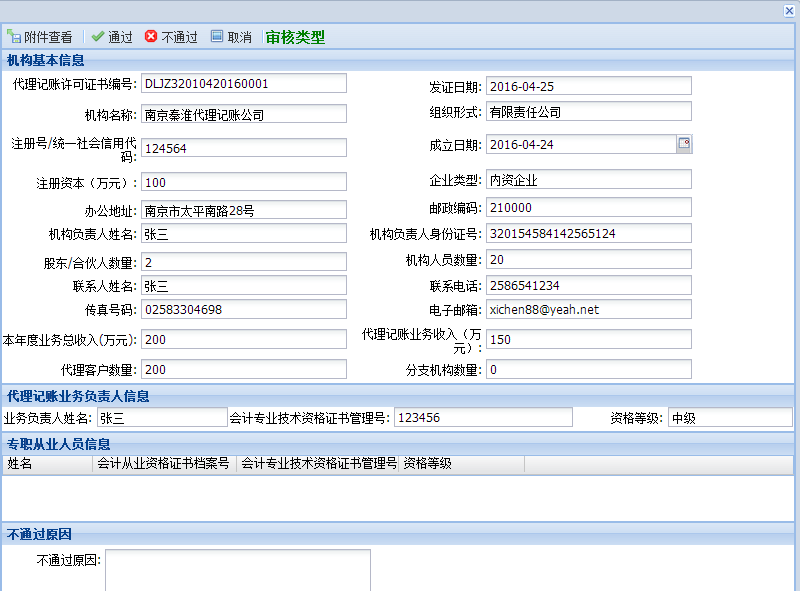 附件查看 通过 不通过 取消 审核类型
机构基本信息
代理记账许可证书编号: DLJZ32010420160001 发证日期: 2016-04-25
机构名称: 南京秦淮代理记账公司 组织形式: 有限责任公司
注册号/统一社会信用代码: 124564 成立日期: 2016-04-24
注册资本（万元）: 100 企业类型: 内资企业
办公地址: 南京市太平南路28号 邮政编码: 210000
机构负责人姓名: 张三 机构负责人身份证号: 320154584142565124
股东/合伙人数量: 2 机构人员数量: 20
联系人姓名: 张三 联系电话: 2586541234
传真号码: 02583304698 电子邮箱: xichen88@yeah.net
本年度业务总收入(万元): 200 代理记账业务收入（万元）: 150
代理客户数量: 200 分支机构数量: 0
代理记账业务负责人信息
业务负责人姓名: 张三 会计专业技术资格证书管理号: 123456 资格等级: 中级
专职从业人员信息
姓名 会计从业资格证书档案号 会计专业技术资格证书管理号 资格等级
不通过原因
不通过原因: